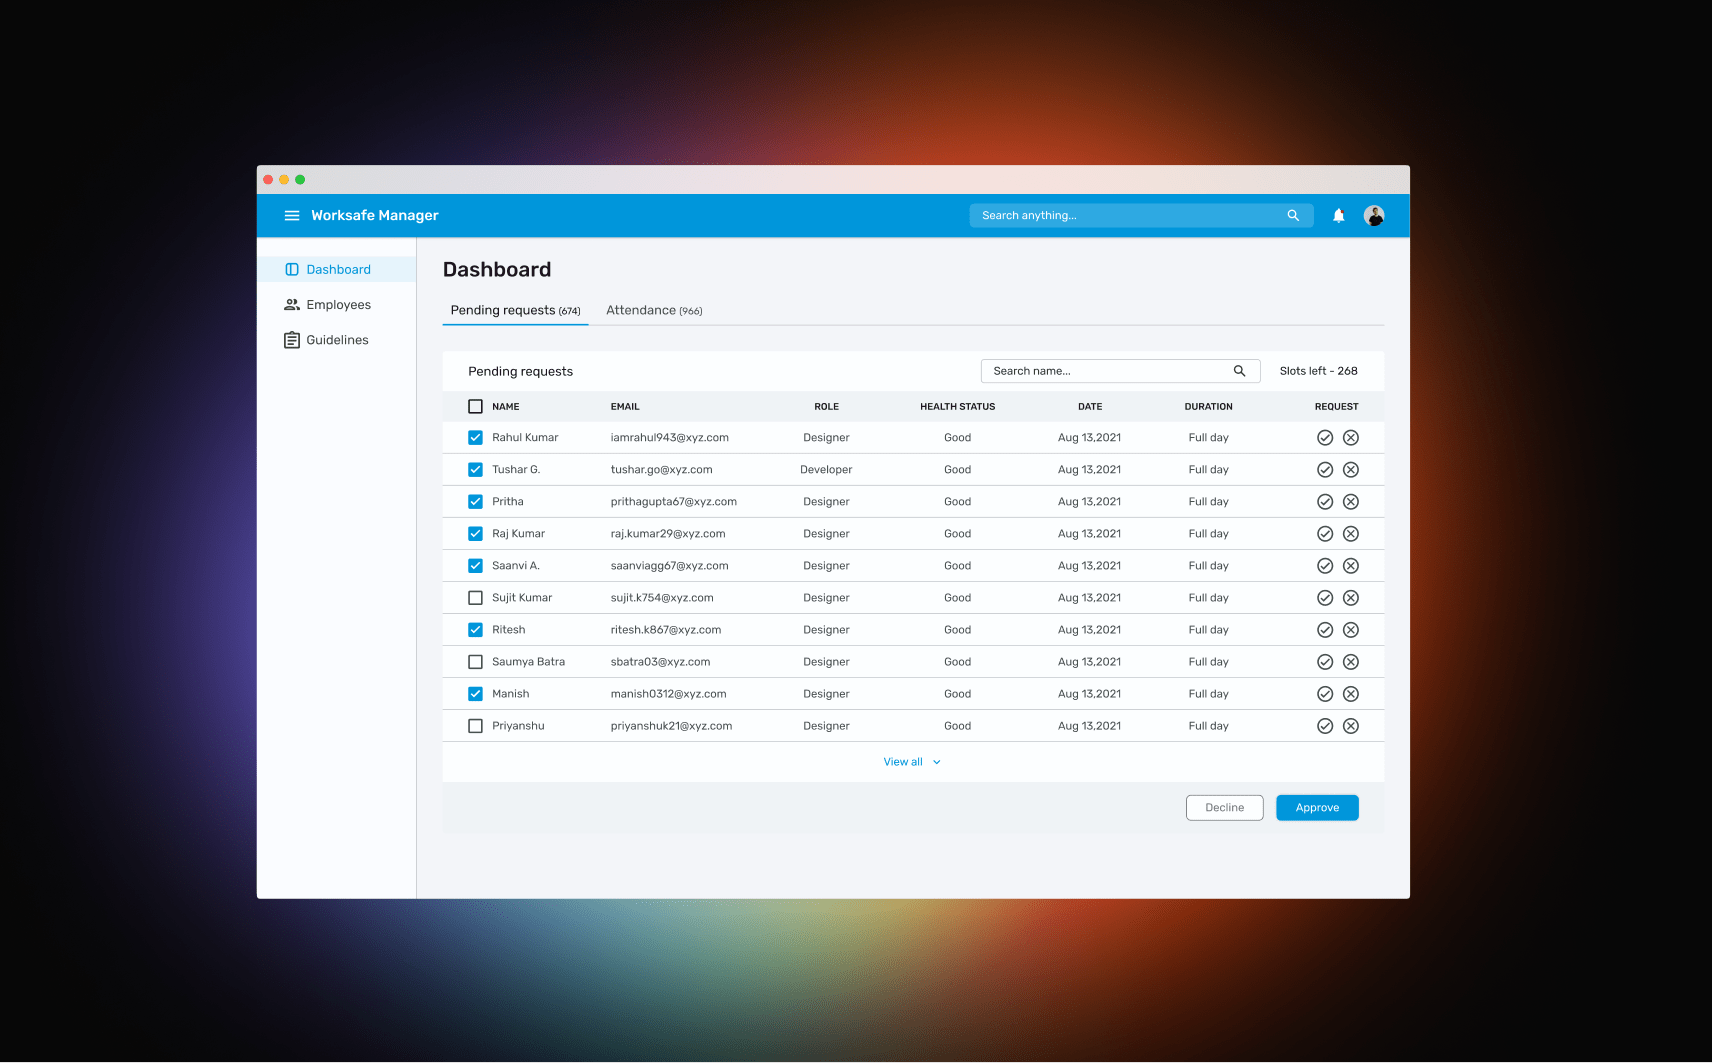 Worksafe Manager
Search anything...
Dashboard
Employees
Guidelines
Dashboard
Pending requests (674) Attendance (966)
Pending requests Search name... Slots left - 268
NAME EMAIL ROLE HEALTH STATUS DATE DURATION REQUEST
Rahul Kumar iamrahul943@xyz.com Designer Good Aug 13,2021 Full day
Tushar G. tushar.go@xyz.com Developer Good Aug 13,2021 Full day
Pritha prithagupta67@xyz.com Designer Good Aug 13,2021 Full day
Raj Kumar raj.kumar29@xyz.com Designer Good Aug 13,2021 Full day
Saanvi A. saanviagg67@xyz.com Designer Good Aug 13,2021 Full day
Sujit Kumar sujit.k754@xyz.com Designer Good Aug 13,2021 Full day
Ritesh ritesh.k867@xyz.com Designer Good Aug 13,2021 Full day
Saumya Batra sbatra03@xyz.com Designer Good Aug 13,2021 Full day
Manish manish0312@xyz.com Designer Good Aug 13,2021 Full day
Priyanshu priyanshuk21@xyz.com Designer Good Aug 13,2021 Full day
View all
Decline Approve